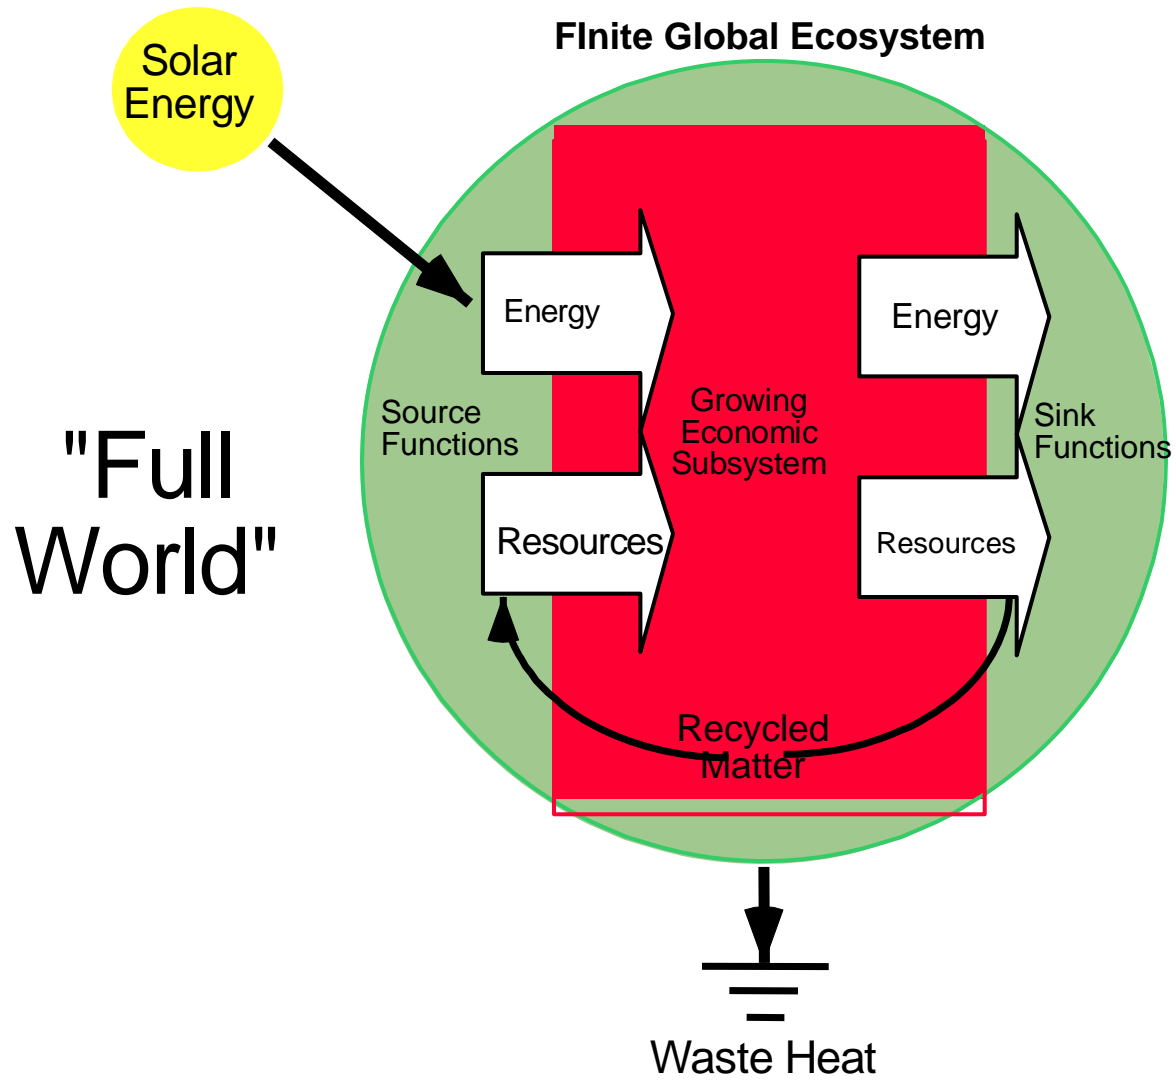 FInite Global Ecosystem
Solar
Energy
Energy
Energy
Source
Functions
Growing
Economic
Subsystem
Sink
Functions
"Full
World"
Resources
Resources
Recycled
Matter
Waste Heat